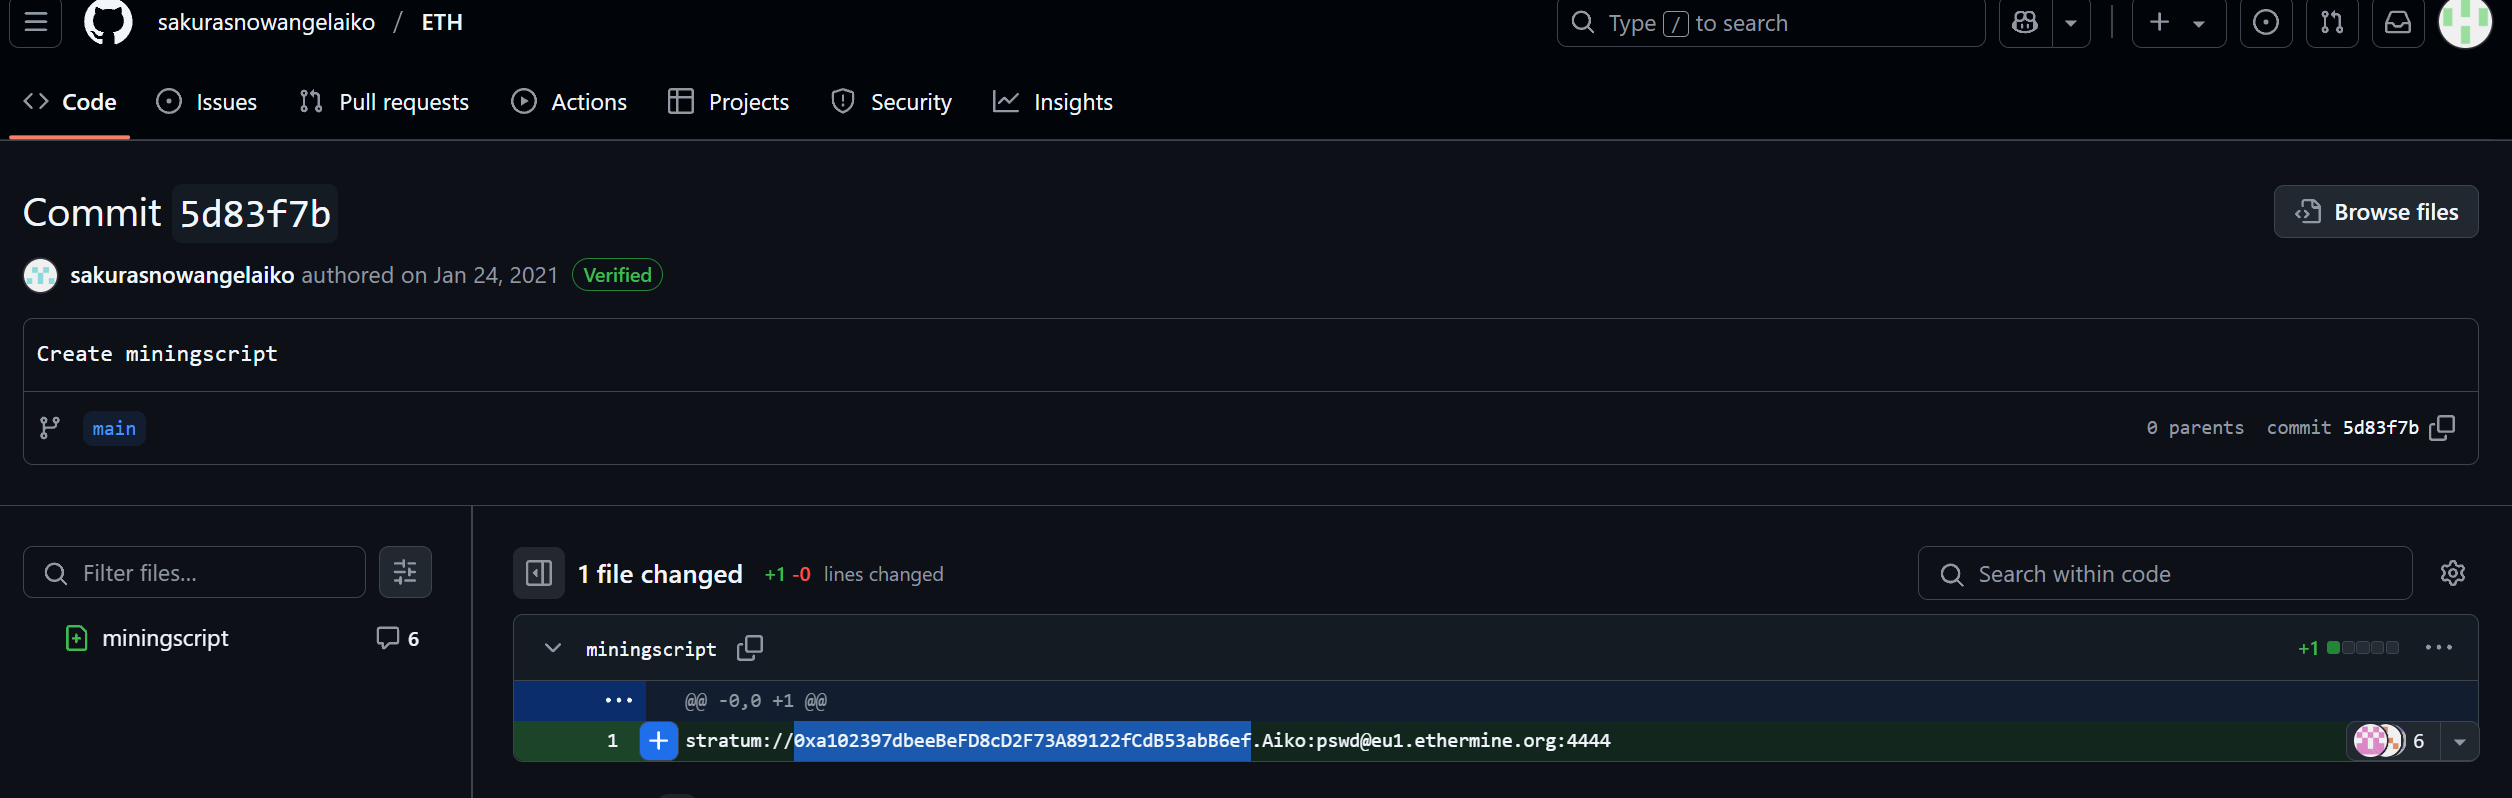 sakurasnowangelaiko / ETH
Type / to search
Code Issues Pull requests Actions Projects Security Insights
Commit 5d83f7b
Browse files
sakurasnowangelaiko authored on Jan 24, 2021 Verified
Create miningscript
main
0 parents commit 5d83f7b
Filter files...
1 file changed +1 -0 lines changed
Search within code
miningscript 6
miningscript
+1
@@ -0,0 +1 @@
1 + stratum://0xa102397dbeeBeFD8cD2F73A89122fCdB53abB6ef.Aiko:pswd@eu1.ethermine.org:4444
6